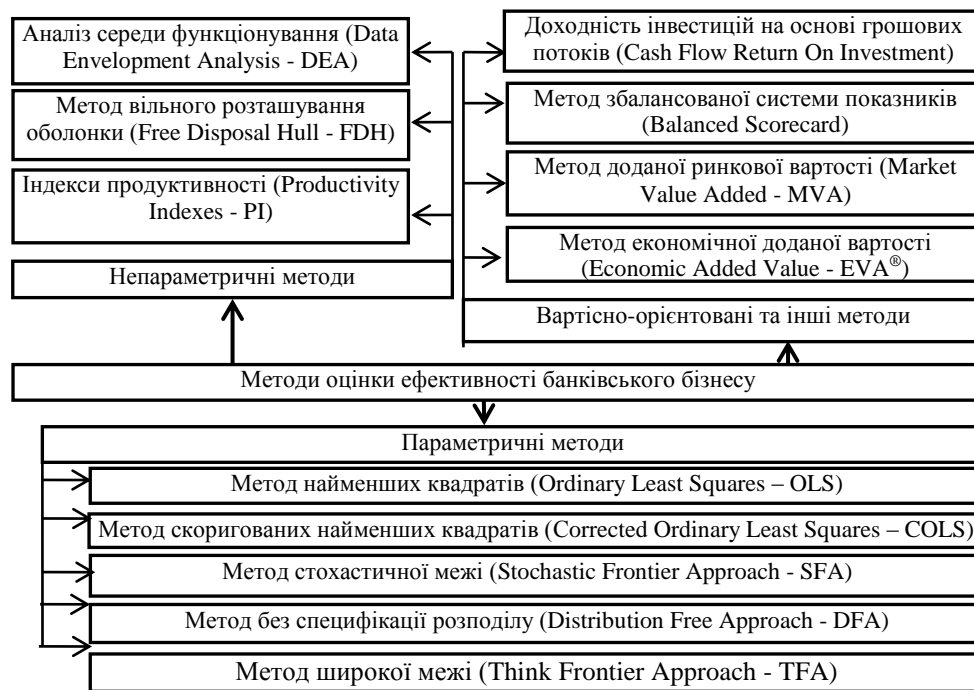 Аналіз середи функціонування (Data
Envelopment Analysis - DEA)
Метод вільного розташування
оболонки (Free Disposal Hull - FDH)
Індекси продуктивності (Productivity
Indexes - PI)
Непараметричні методи
Доходність інвестицій на основі грошових
потоків (Cash Flow Return On Investment)
Метод збалансованої системи показників
(Balanced Scorecard)
Метод доданої ринкової вартості (Market
Value Added - MVA)
Метод економічної доданої вартості
(Economic Added Value - EVA®)
Вартісно-орієнтовані та інші методи
Методи оцінки ефективності банківського бізнесу
Параметричні методи
Метод найменших квадратів (Ordinary Least Squares – OLS)
Метод скоригованих найменших квадратів (Corrected Ordinary Least Squares – COLS)
Метод стохастичної межі (Stochastic Frontier Approach - SFA)
Метод без специфікації розподілу (Distribution Free Approach - DFA)
Метод широкої межі (Think Frontier Approach - TFA)